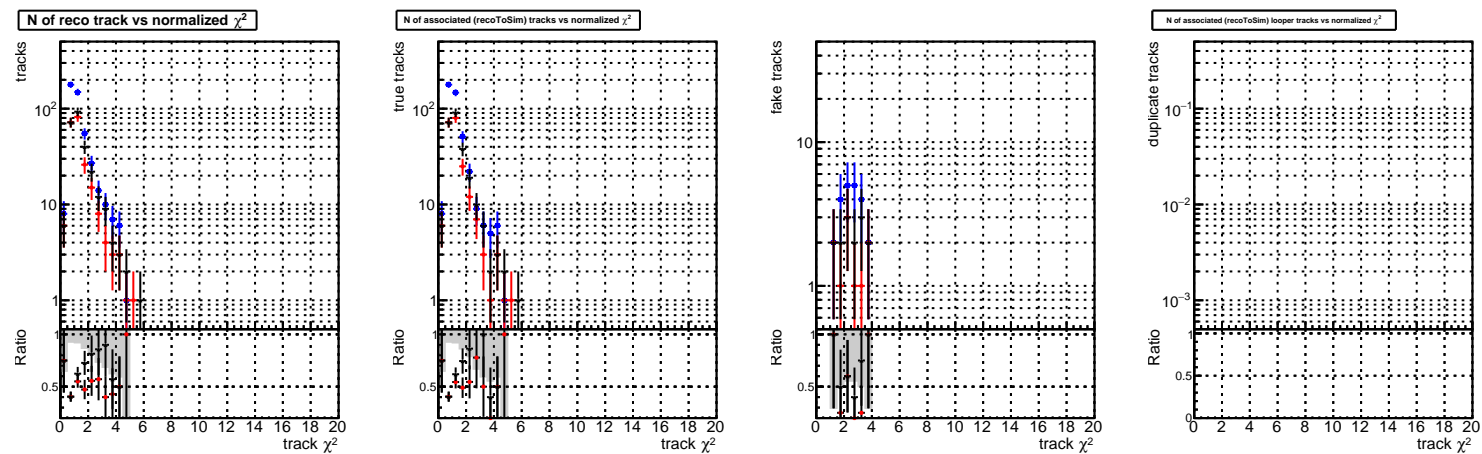 N of reco track vs normalized χ²
tracks
10²
10
1
Ratio
1
0.5
0 2 4 6 8 10 12 14 16 18 20
track χ²
N of associated (recoToSim) tracks vs normalized χ²
true tracks
10²
10
1
Ratio
1
0.5
0 2 4 6 8 10 12 14 16 18 20
track χ²
fake tracks
10
1
Ratio
1
0.5
0 2 4 6 8 10 12 14 16 18 20
track χ²
N of associated (recoToSim) looper tracks vs normalized χ²
duplicate tracks
10⁻¹
10⁻²
10⁻³
Ratio
1
0.5
0
0 2 4 6 8 10 12 14 16 18 20
track χ²